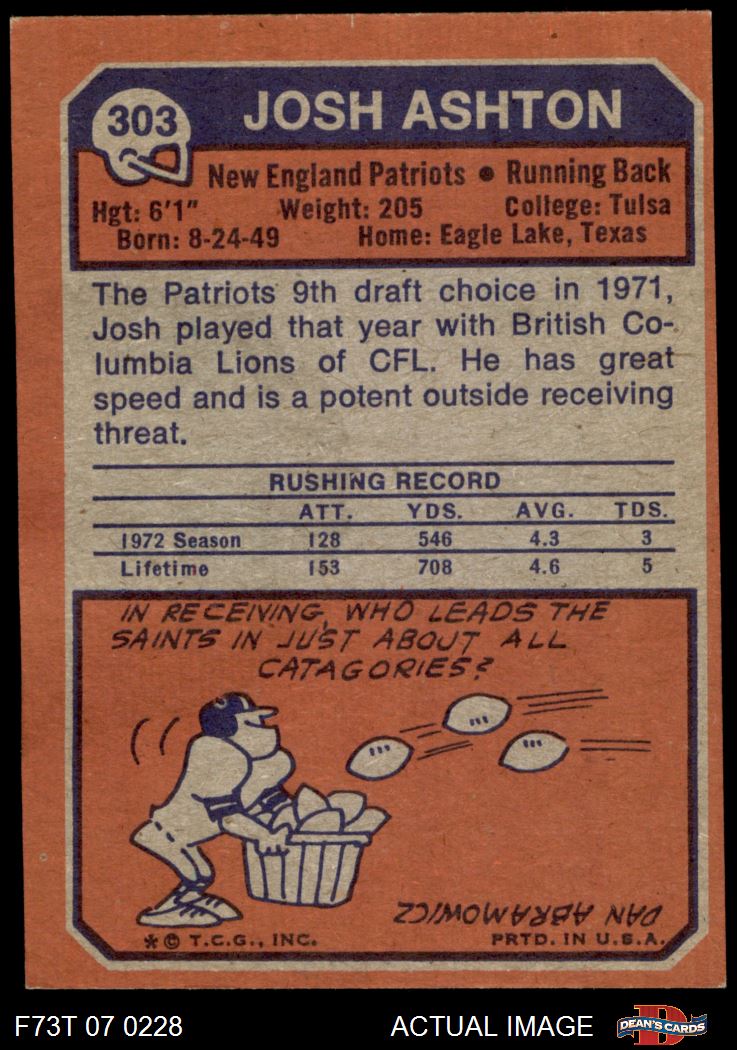 303
JOSH ASHTON
New England Patriots • Running Back
Hgt: 6'1" Weight: 205 College: Tulsa
Born: 8-24-49 Home: Eagle Lake, Texas
The Patriots 9th draft choice in 1971,
Josh played that year with British Co-
lumbia Lions of CFL. He has great
speed and is a potent outside receiving
threat.
RUSHING RECORD
ATT. YDS. AVG. TDS.
1972 Season 128 546 4.3 3
Lifetime 153 708 4.6 5
IN RECEIVING, WHO LEADS THE
SAINTS IN JUST ABOUT ALL
CATAGORIES?
DAN ABRAMOWICZ
* © T.C.G., INC. PRTD. IN U.S.A.
F73T 07 0228 ACTUAL IMAGE
D
DEAN'S CARDS